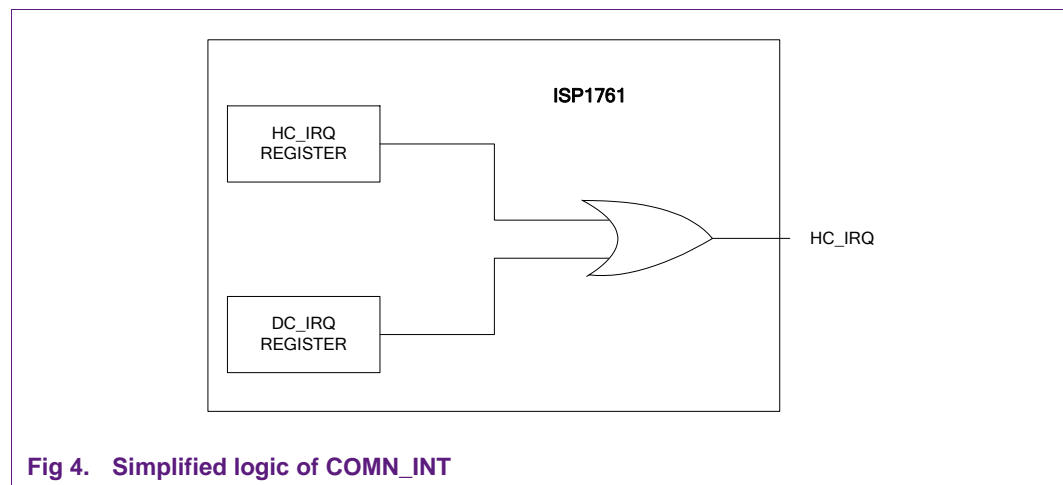 ISP1761
HC_IRQ
REGISTER
HC_IRQ
DC_IRQ
REGISTER
Fig 4. Simplified logic of COMN_INT